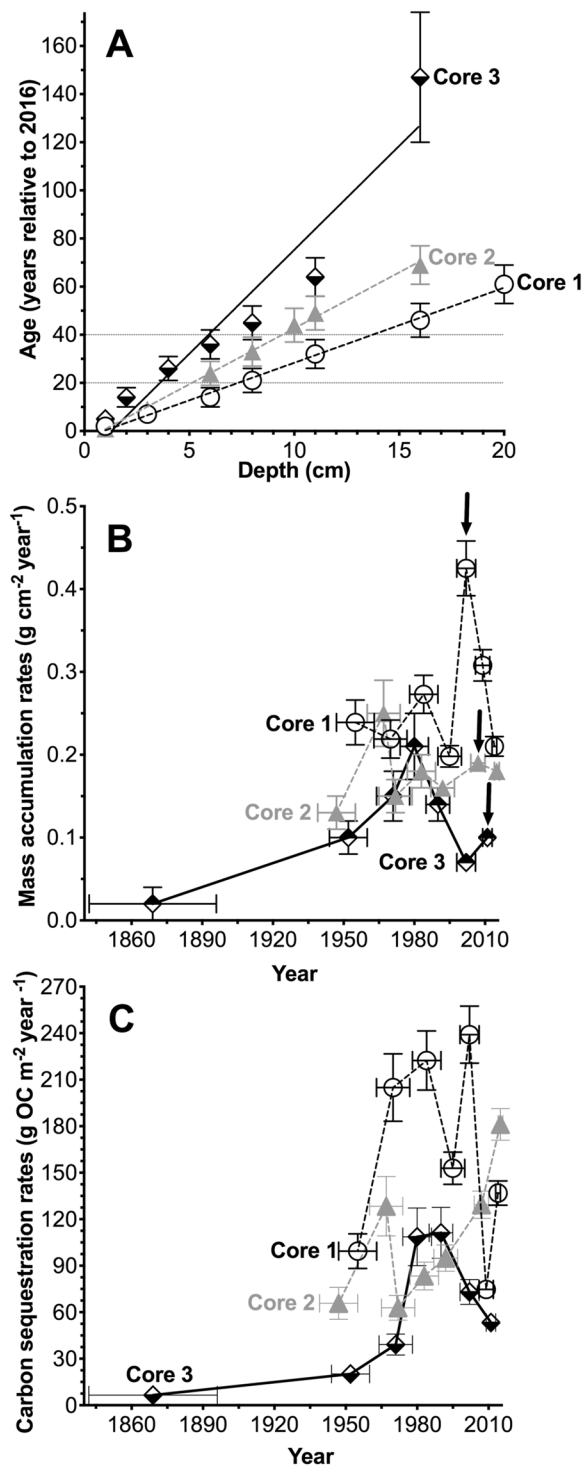 A
Age (years relative to 2016)
160
140
120
100
80
60
40
20
0
Core 3
Core 2
Core 1
0 5 10 15 20
Depth (cm)
B
Mass accumulation rates (g cm-2 year-1)
0.5
0.4
0.3
0.2
0.1
0.0
Core 1
Core 2
Core 3
1860 1890 1920 1950 1980 2010
Year
C
Carbon sequestration rates (g OC m-2 year -1)
270
240
210
180
150
120
90
60
30
0
Core 1
Core 2
Core 3
1860 1890 1920 1950 1980 2010
Year